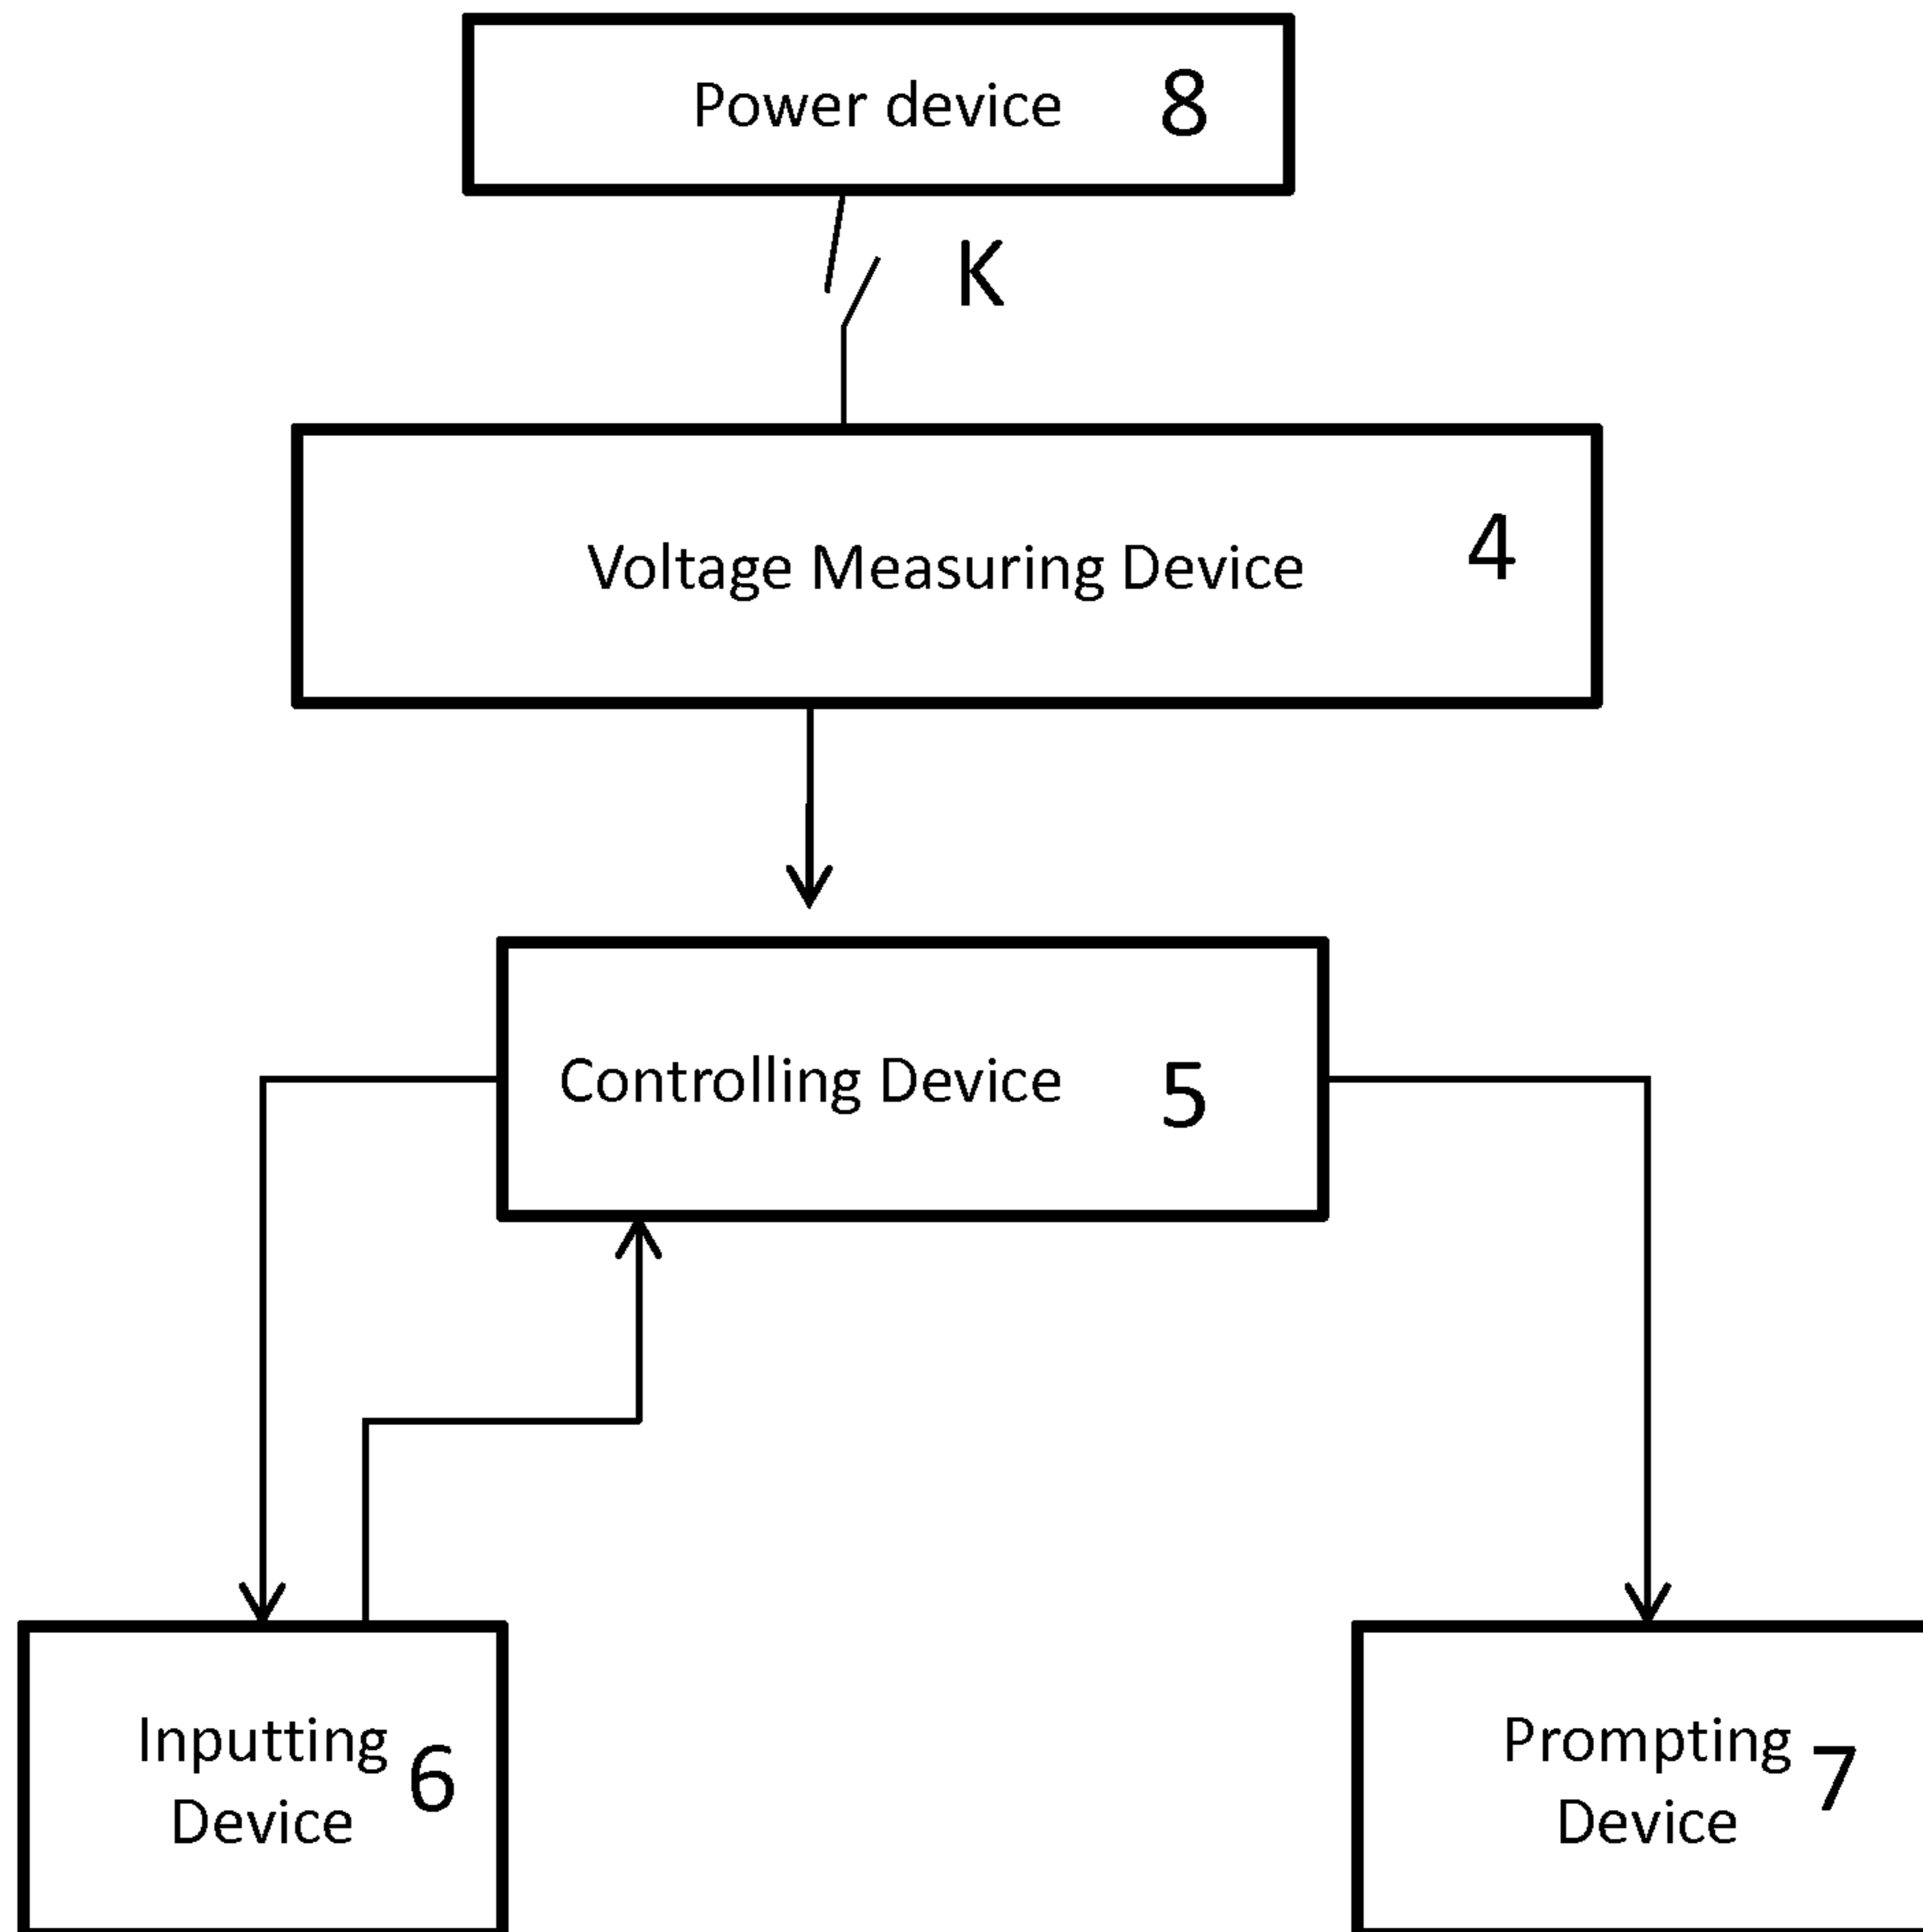 Power device 8
K
Voltage Measuring Device 4
Controlling Device 5
Inputting
Device 6
Prompting
Device 7